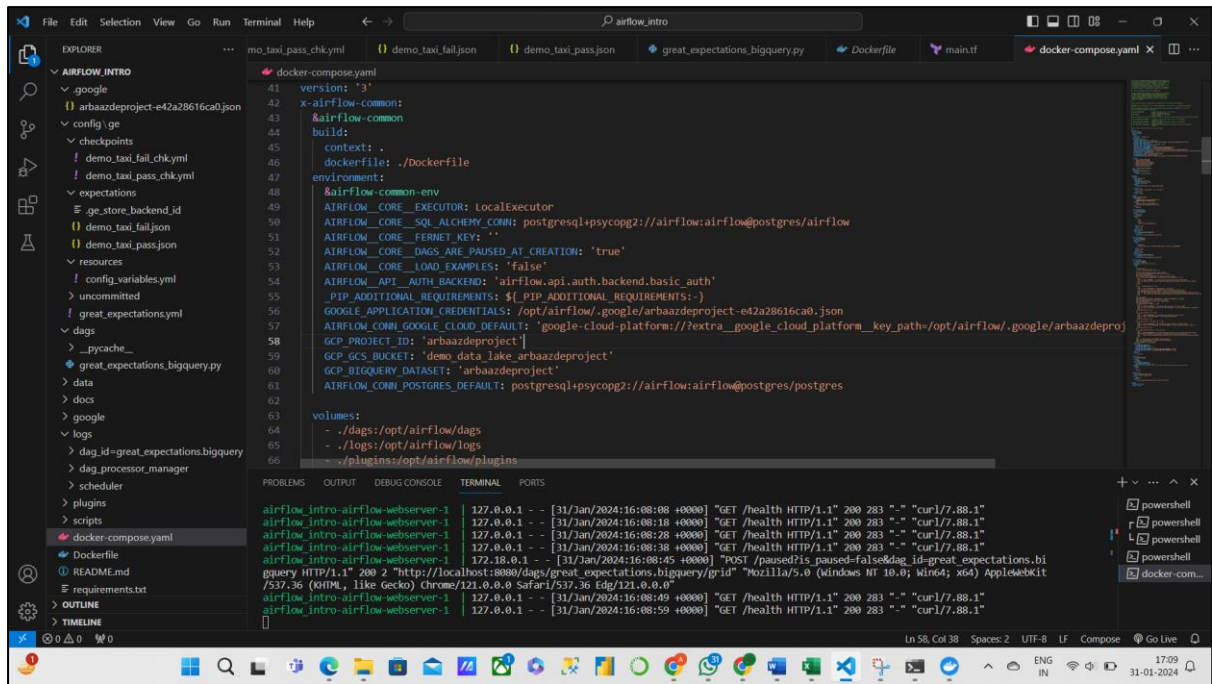 File Edit Selection View Go Run Terminal Help
airflow_intro
EXPLORER
AIRFLOW_INTRO
.google
arbaazdeproject-e42a28616ca0.json
config\ge
checkpoints
demo_taxi_fail_chk.yml
demo_taxi_pass_chk.yml
expectations
.ge_store_backend_id
demo_taxi_fail.json
demo_taxi_pass.json
resources
config_variables.yml
uncommitted
great_expectations.yml
dags
__pycache__
great_expectations_bigquery.py
data
docs
google
logs
dag_id=great_expectations.bigquery
dag_processor_manager
scheduler
plugins
scripts
docker-compose.yaml
Dockerfile
README.md
requirements.txt
OUTLINE
TIMELINE
mo_taxi_pass_chk.yml {} demo_taxi_fail.json {} demo_taxi_pass.json great_expectations_bigquery.py Dockerfile main.tf docker-compose.yaml
docker-compose.yaml
41 version: '3'
42 x-airflow-common:
43 &airflow-common
44 build:
45 context: .
46 dockerfile: ./Dockerfile
47 environment:
48 &airflow-common-env
49 AIRFLOW__CORE__EXECUTOR: LocalExecutor
50 AIRFLOW__CORE__SQL_ALCHEMY_CONN: postgresql+psycopg2://airflow:airflow@postgres/airflow
51 AIRFLOW__CORE__FERNET_KEY: ''
52 AIRFLOW__CORE__DAGS_ARE_PAUSED_AT_CREATION: 'true'
53 AIRFLOW__CORE__LOAD_EXAMPLES: 'false'
54 AIRFLOW__API__AUTH_BACKEND: 'airflow.api.auth.backend.basic_auth'
55 _PIP_ADDITIONAL_REQUIREMENTS: ${_PIP_ADDITIONAL_REQUIREMENTS:-}
56 GOOGLE_APPLICATION_CREDENTIALS: /opt/airflow/.google/arbaazdeproject-e42a28616ca0.json
57 AIRFLOW_CONN_GOOGLE_CLOUD_DEFAULT: 'google-cloud-platform://?extra__google_cloud_platform__key_path=/opt/airflow/.google/arbaazdeproj
58 GCP_PROJECT_ID: 'arbaazdeproject'
59 GCP_GCS_BUCKET: 'demo_data_lake_arbaazdeproject'
60 GCP_BIGQUERY_DATASET: 'arbaazdeproject'
61 AIRFLOW_CONN_POSTGRES_DEFAULT: postgresql+psycopg2://airflow:airflow@postgres/postgres
62
63 volumes:
64 - ./dags:/opt/airflow/dags
65 - ./logs:/opt/airflow/logs
66 - ./plugins:/opt/airflow/plugins
PROBLEMS OUTPUT DEBUG CONSOLE TERMINAL PORTS
airflow_intro-airflow-webserver-1 | 127.0.0.1 - - [31/Jan/2024:16:08:08 +0000] "GET /health HTTP/1.1" 200 283 "-" "curl/7.88.1"
airflow_intro-airflow-webserver-1 | 127.0.0.1 - - [31/Jan/2024:16:08:18 +0000] "GET /health HTTP/1.1" 200 283 "-" "curl/7.88.1"
airflow_intro-airflow-webserver-1 | 127.0.0.1 - - [31/Jan/2024:16:08:28 +0000] "GET /health HTTP/1.1" 200 283 "-" "curl/7.88.1"
airflow_intro-airflow-webserver-1 | 127.0.0.1 - - [31/Jan/2024:16:08:38 +0000] "GET /health HTTP/1.1" 200 283 "-" "curl/7.88.1"
airflow_intro-airflow-webserver-1 | 172.18.0.1 - - [31/Jan/2024:16:08:45 +0000] "POST /paused?is_paused=false&dag_id=great_expectations.bi
gquery HTTP/1.1" 200 2 "http://localhost:8080/dags/great_expectations.bigquery/grid" "Mozilla/5.0 (Windows NT 10.0; Win64; x64) AppleWebKit
/537.36 (KHTML, like Gecko) Chrome/121.0.0.0 Safari/537.36 Edg/121.0.0.0"
airflow_intro-airflow-webserver-1 | 127.0.0.1 - - [31/Jan/2024:16:08:49 +0000] "GET /health HTTP/1.1" 200 283 "-" "curl/7.88.1"
airflow_intro-airflow-webserver-1 | 127.0.0.1 - - [31/Jan/2024:16:08:59 +0000] "GET /health HTTP/1.1" 200 283 "-" "curl/7.88.1"
powershell
powershell
powershell
powershell
docker-com...
0 0 0 Ln 58, Col 38 Spaces: 2 UTF-8 LF Compose Go Live
ENG
IN
17:09
31-01-2024